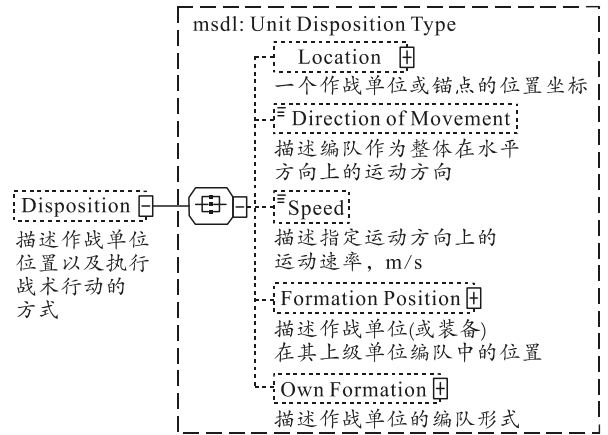 msdl: Unit Disposition Type
Location
一个作战单位或锚点的位置坐标
Direction of Movement
描述编队作为整体在水平
方向上的运动方向
Disposition
描述作战单位
位置以及执行
战术行动的
方式
Speed
描述指定运动方向上的
运动速率，m/s
Formation Position
描述作战单位(或装备)
在其上级单位编队中的位置
Own Formation
描述作战单位的编队形式